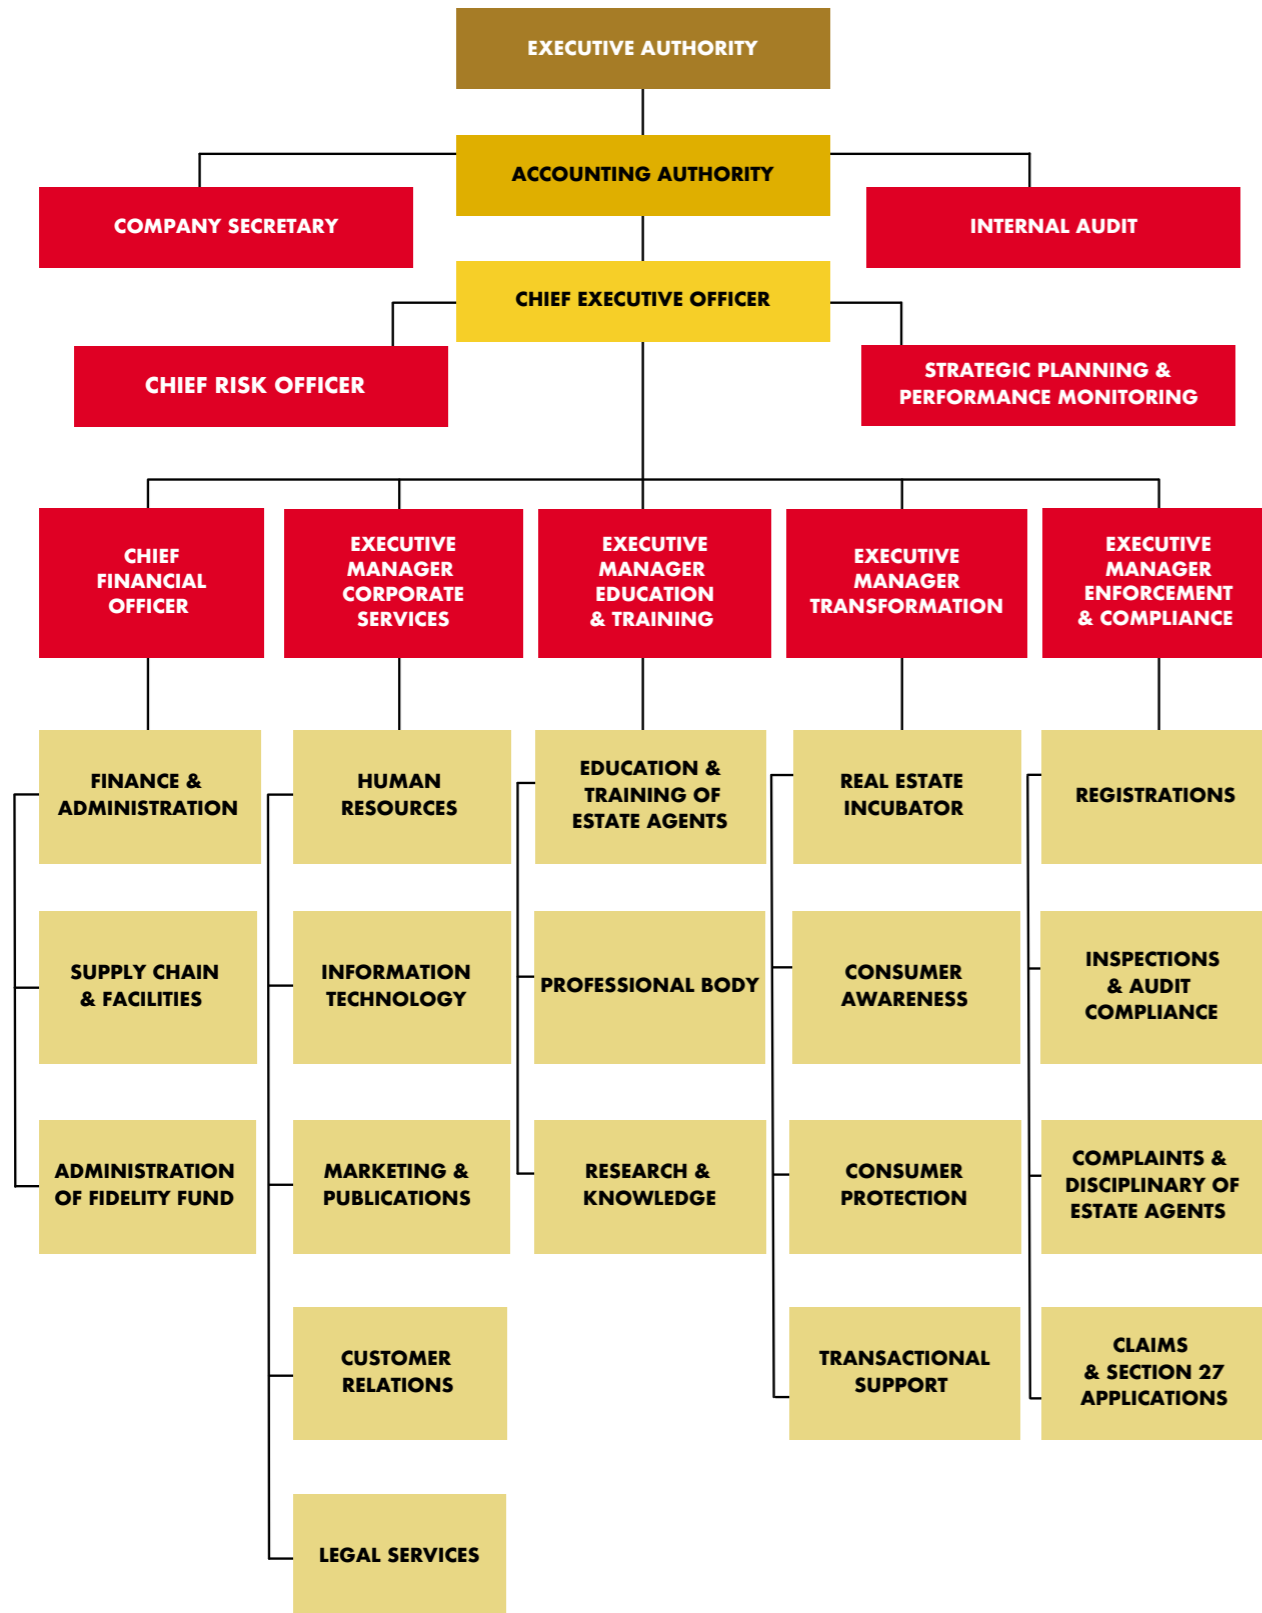 EXECUTIVE AUTHORITY
ACCOUNTING AUTHORITY
COMPANY SECRETARY
INTERNAL AUDIT
CHIEF EXECUTIVE OFFICER
CHIEF RISK OFFICER
STRATEGIC PLANNING &
PERFORMANCE MONITORING
CHIEF
FINANCIAL
OFFICER
EXECUTIVE
MANAGER
CORPORATE
SERVICES
EXECUTIVE
MANAGER
EDUCATION
& TRAINING
EXECUTIVE
MANAGER
TRANSFORMATION
EXECUTIVE
MANAGER
ENFORCEMENT
& COMPLIANCE
FINANCE &
ADMINISTRATION
HUMAN
RESOURCES
EDUCATION &
TRAINING OF
ESTATE AGENTS
REAL ESTATE
INCUBATOR
REGISTRATIONS
SUPPLY CHAIN
& FACILITIES
INFORMATION
TECHNOLOGY
PROFESSIONAL BODY
CONSUMER
AWARENESS
INSPECTIONS
& AUDIT
COMPLIANCE
ADMINISTRATION
OF FIDELITY FUND
MARKETING &
PUBLICATIONS
RESEARCH &
KNOWLEDGE
CONSUMER
PROTECTION
COMPLAINTS &
DISCIPLINARY OF
ESTATE AGENTS
CUSTOMER
RELATIONS
TRANSACTIONAL
SUPPORT
CLAIMS
& SECTION 27
APPLICATIONS
LEGAL SERVICES